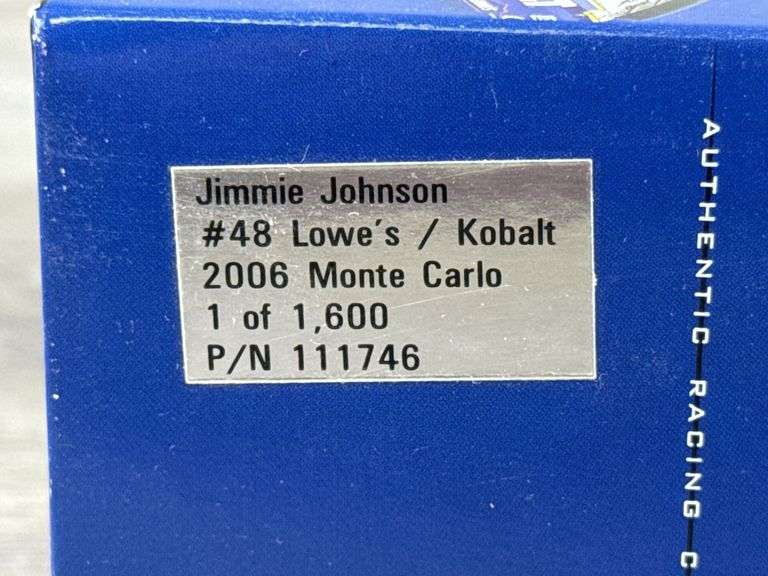 Jimmie Johnson
#48 Lowe's / Kobalt
2006 Monte Carlo
1 of 1,600
P/N 111746
AUTHENTIC RACING C